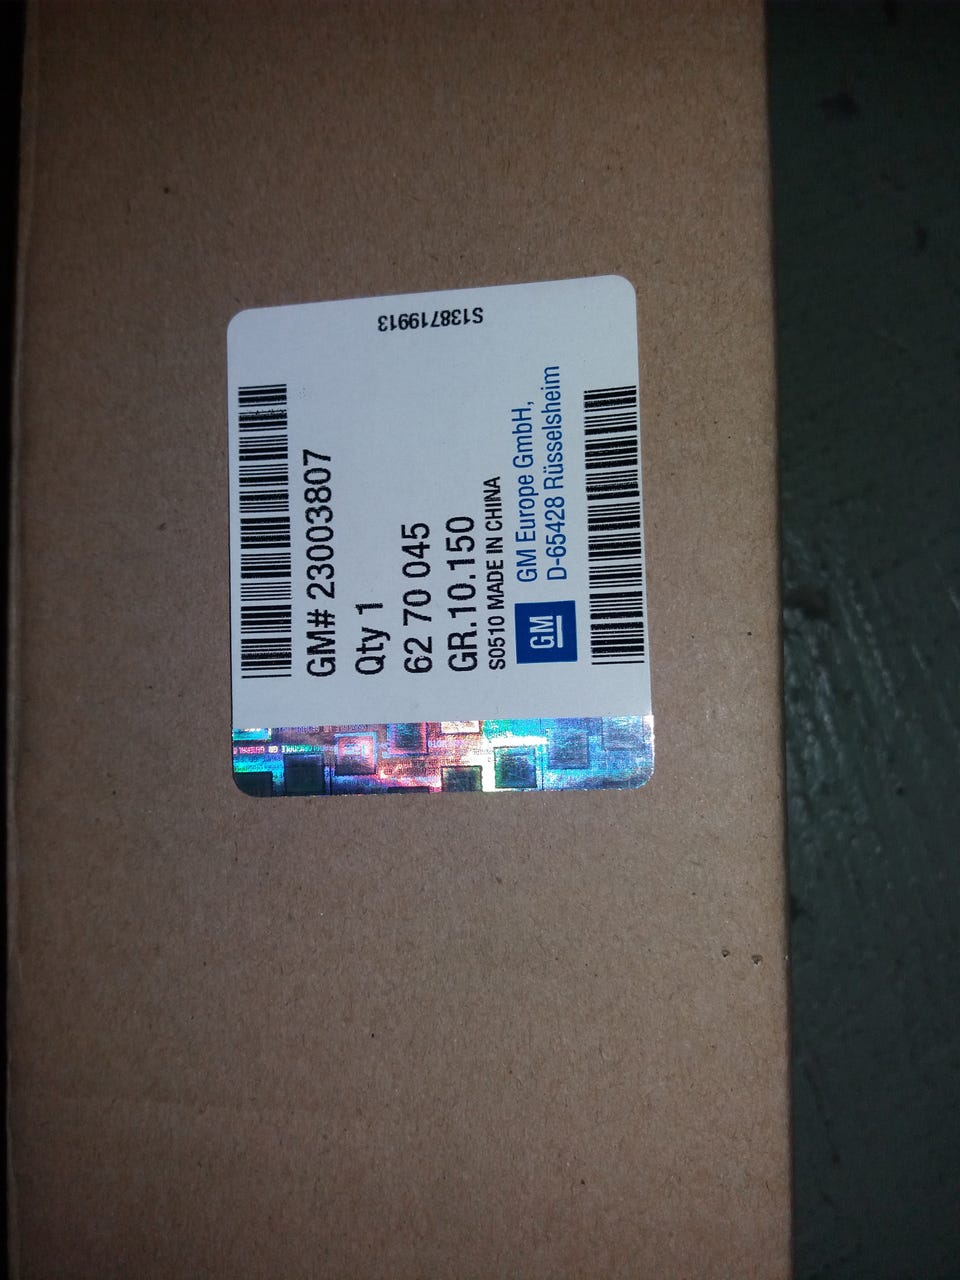 GM# 23003807
Qty 1
62 70 045
GR.10.150
S0510 MADE IN CHINA
GM
GM Europe GmbH,
D-65428 Rüsselsheim
S138719913